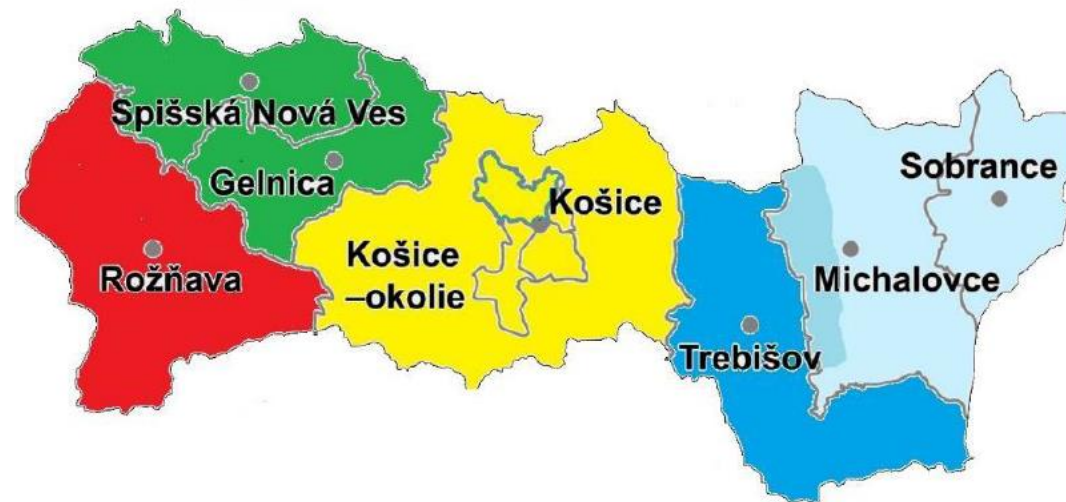 Spišská Nová Ves
Gelnica
Rožňava
Košice
Košice
–okolie
Trebišov
Michalovce
Sobrance